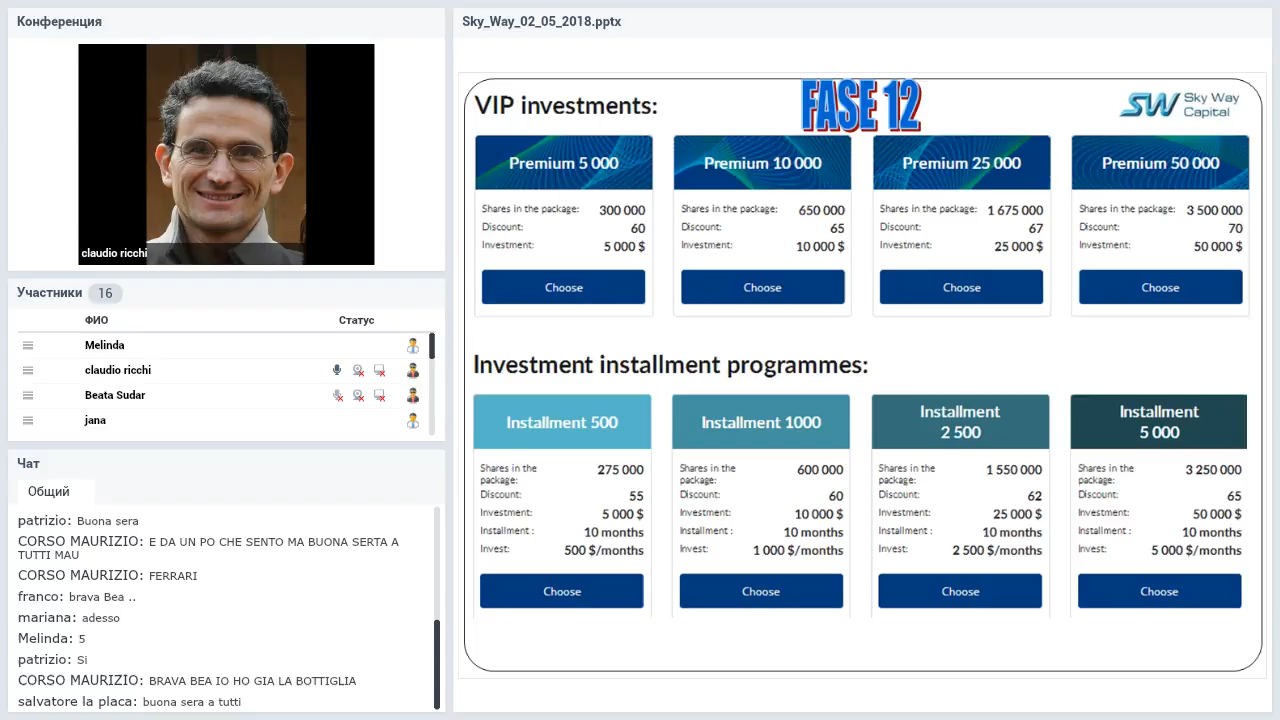 Конференция
claudio ricchi
Участники 16
ФИО Статус
Melinda
claudio ricchi
Beata Sudar
jana
Чат
Общий
patrizio: Buona sera
CORSO MAURIZIO: E DA UN PO CHE SENTO MA BUONA SERTA A
TUTTI MAU
CORSO MAURIZIO: FERRARI
franco: brava Bea ..
mariana: adesso
Melinda: 5
patrizio: Si
CORSO MAURIZIO: BRAVA BEA IO HO GIA LA BOTTIGLIA
salvatore la placa: buona sera a tutti
Sky_Way_02_05_2018.pptx
VIP investments:
FASE 12
SW Sky Way
Capital
Premium 5 000
Shares in the package: 300 000
Discount: 60
Investment: 5 000 $
Choose
Premium 10 000
Shares in the package: 650 000
Discount: 65
Investment: 10 000 $
Choose
Premium 25 000
Shares in the package: 1 675 000
Discount: 67
Investment: 25 000 $
Choose
Premium 50 000
Shares in the package: 3 500 000
Discount: 70
Investment: 50 000 $
Choose
Investment installment programmes:
Installment 500
Shares in the 275 000
package:
Discount: 55
Investment: 5 000 $
Installment : 10 months
Invest: 500 $/months
Choose
Installment 1000
Shares in the 600 000
package:
Discount: 60
Investment: 10 000 $
Installment : 10 months
Invest: 1 000 $/months
Choose
Installment
2 500
Shares in the 1 550 000
package:
Discount: 62
Investment: 25 000 $
Installment : 10 months
Invest: 2 500 $/months
Choose
Installment
5 000
Shares in the 3 250 000
package:
Discount: 65
Investment: 50 000 $
Installment : 10 months
Invest: 5 000 $/months
Choose